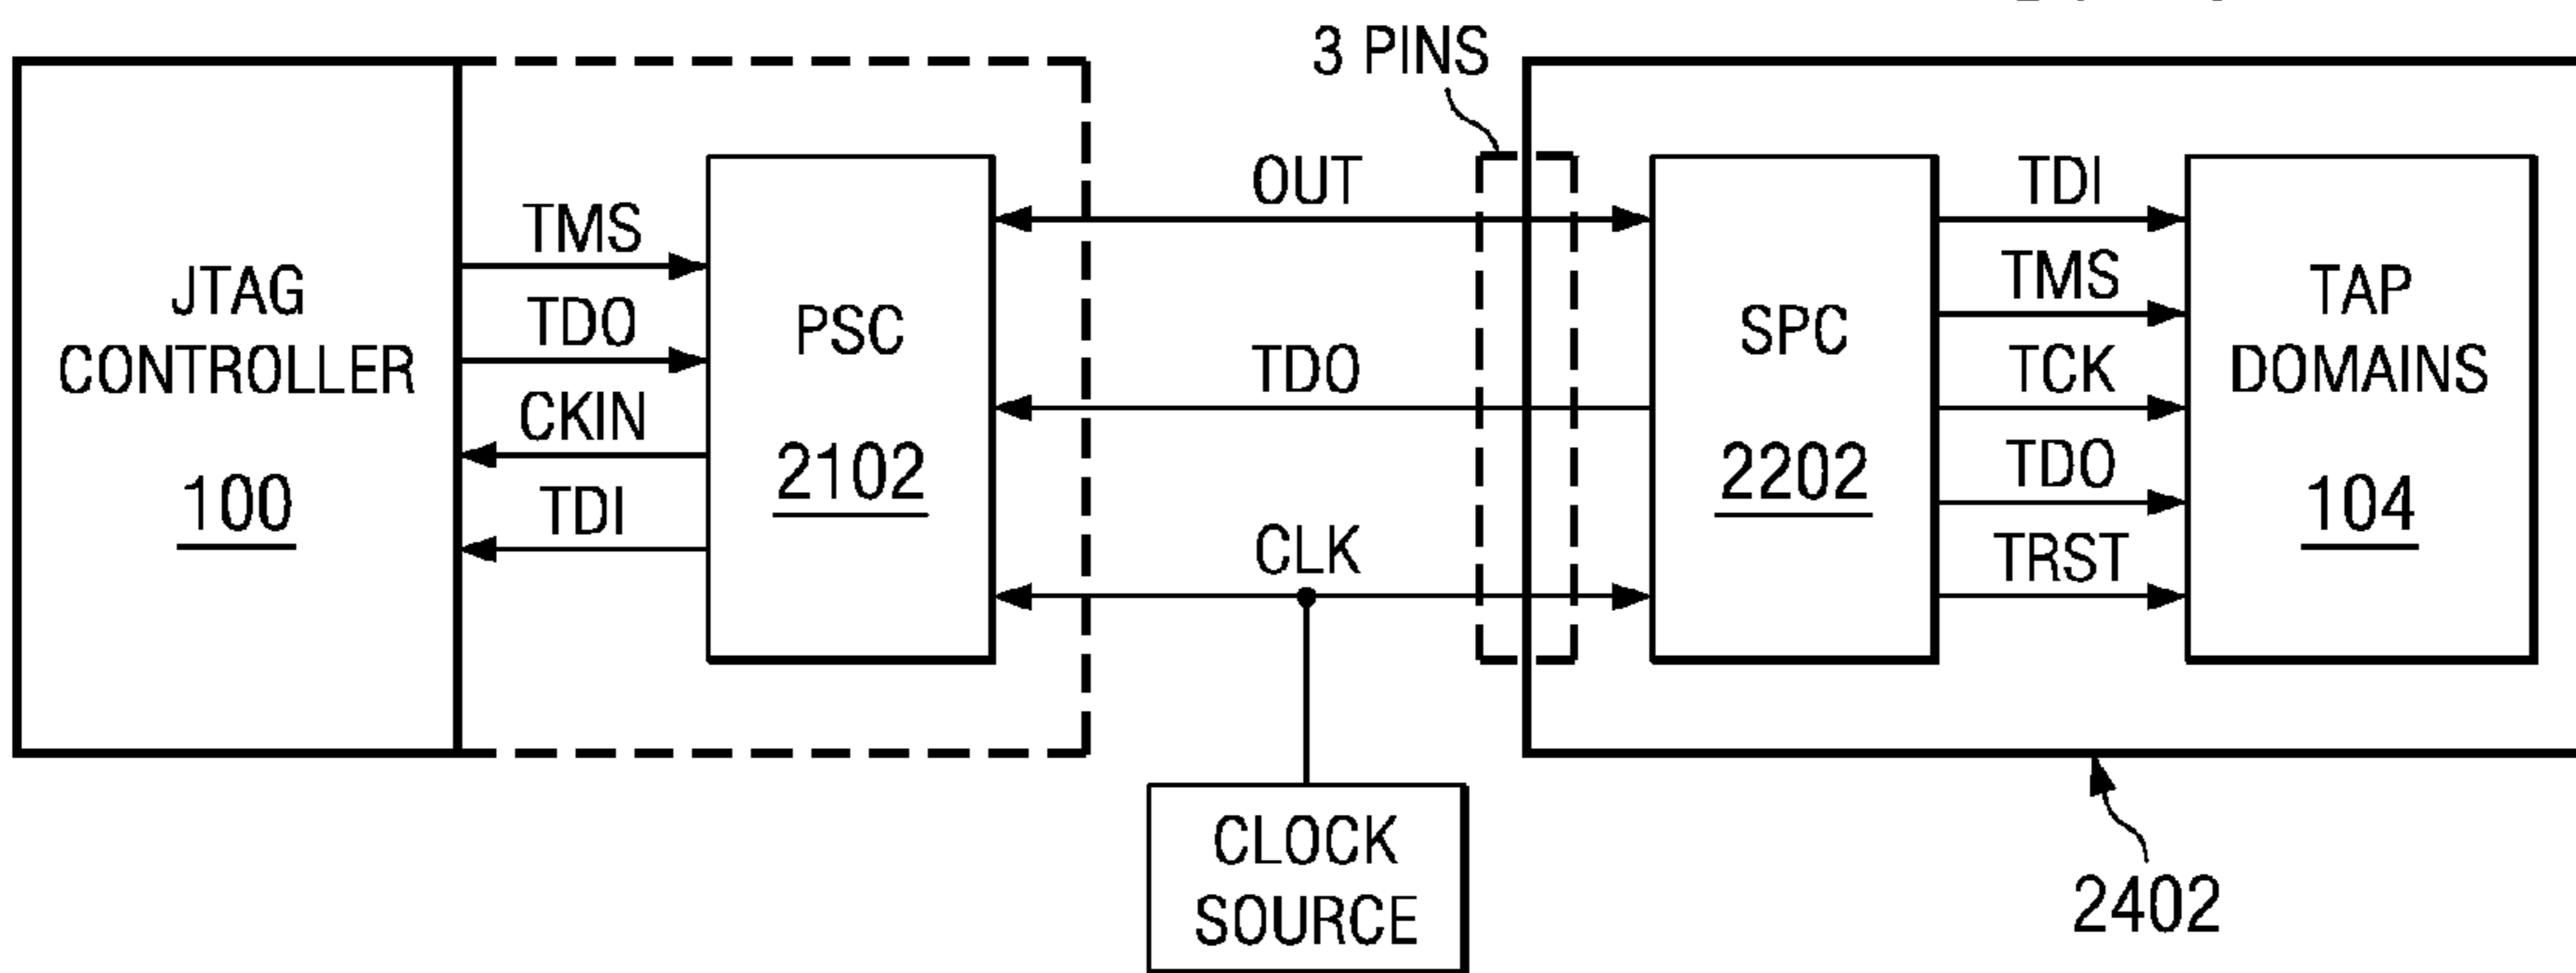 3 PINS
JTAG
CONTROLLER
100
TMS
TDO
CKIN
TDI
PSC
2102
OUT
TDO
CLK
CLOCK
SOURCE
SPC
2202
TDI
TMS
TCK
TDO
TRST
TAP
DOMAINS
104
2402